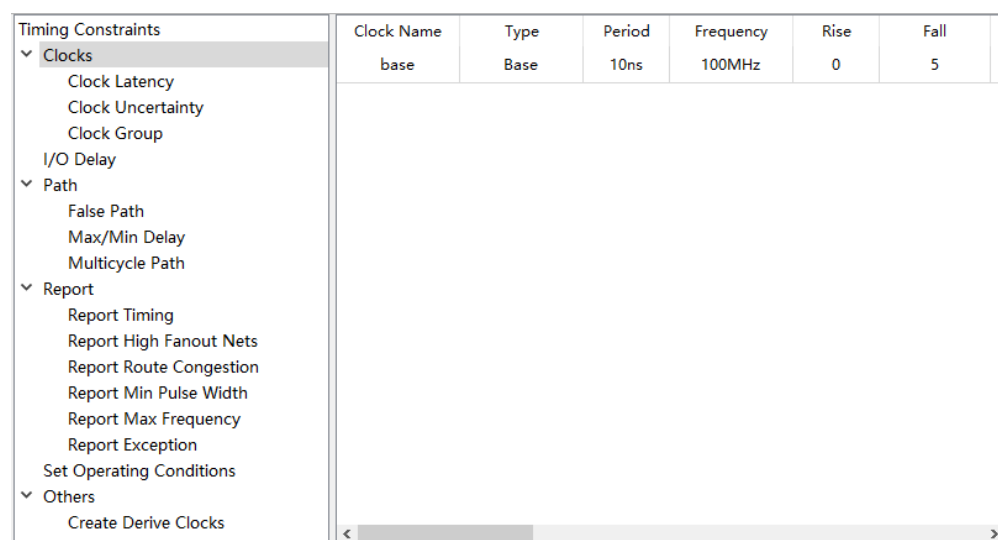 Timing Constraints
Clocks
Clock Latency
Clock Uncertainty
Clock Group
I/O Delay
Path
False Path
Max/Min Delay
Multicycle Path
Report
Report Timing
Report High Fanout Nets
Report Route Congestion
Report Min Pulse Width
Report Max Frequency
Report Exception
Set Operating Conditions
Others
Create Derive Clocks
Clock Name Type Period Frequency Rise Fall
base Base 10ns 100MHz 0 5